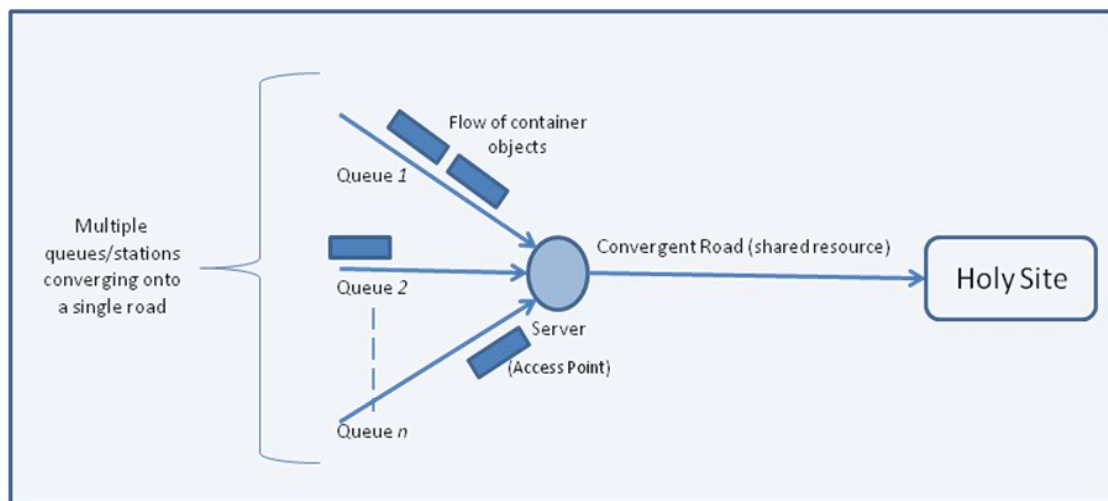 Flow of container
objects
Queue 1
Multiple
queues/stations
converging onto
a single road
Convergent Road (shared resource)
Holy Site
Queue 2
Server
(Access Point)
Queue n